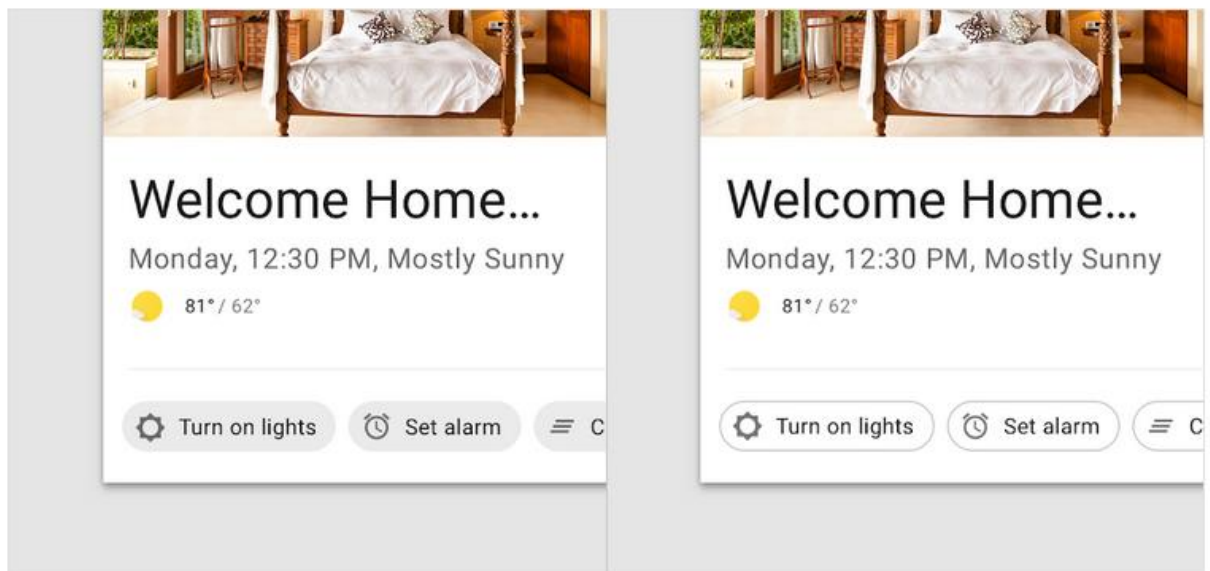 Welcome Home...
Monday, 12:30 PM, Mostly Sunny
81° / 62°
Turn on lights
Set alarm
C
Welcome Home...
Monday, 12:30 PM, Mostly Sunny
81° / 62°
Turn on lights
Set alarm
C